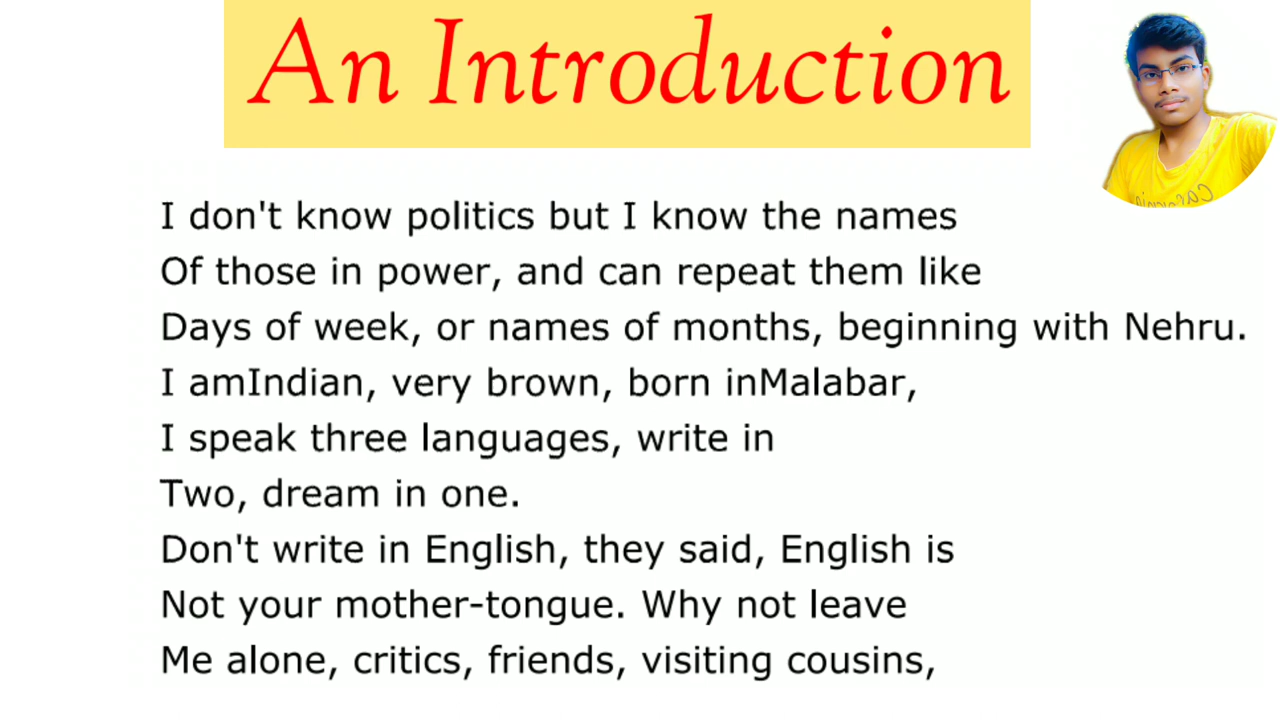 An Introduction
I don't know politics but I know the names
Of those in power, and can repeat them like
Days of week, or names of months, beginning with Nehru.
I amIndian, very brown, born inMalabar,
I speak three languages, write in
Two, dream in one.
Don't write in English, they said, English is
Not your mother-tongue. Why not leave
Me alone, critics, friends, visiting cousins,